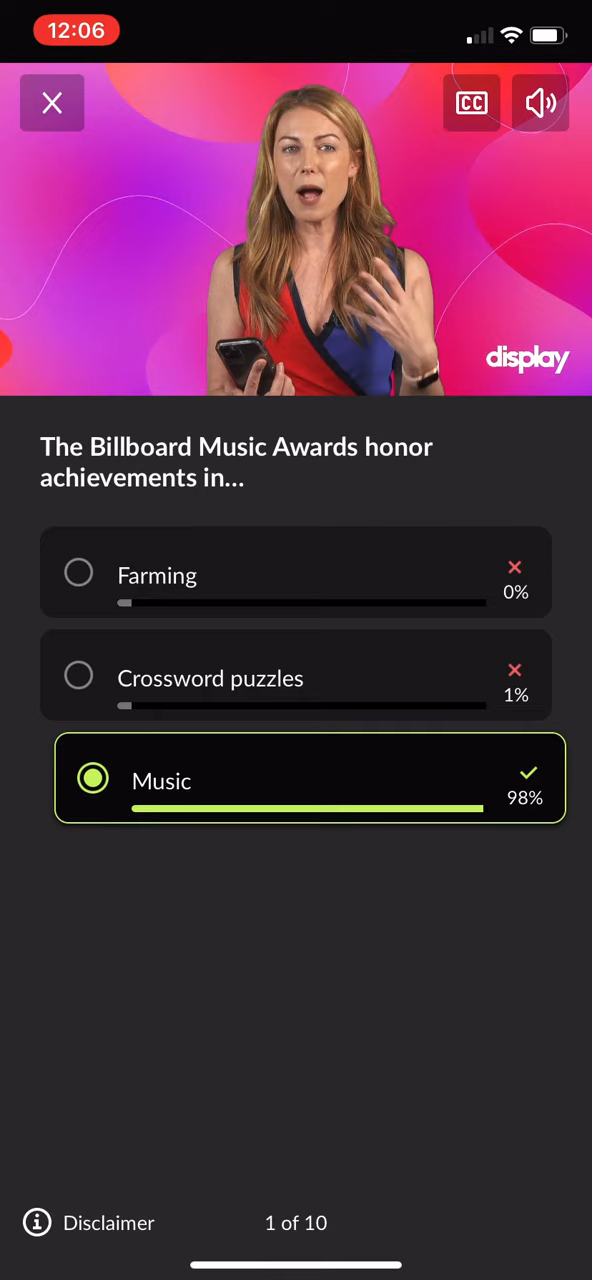 12:06
CC
display
The Billboard Music Awards honor
achievements in...
Farming
0%
Crossword puzzles
1%
Music
98%
Disclaimer
1 of 10